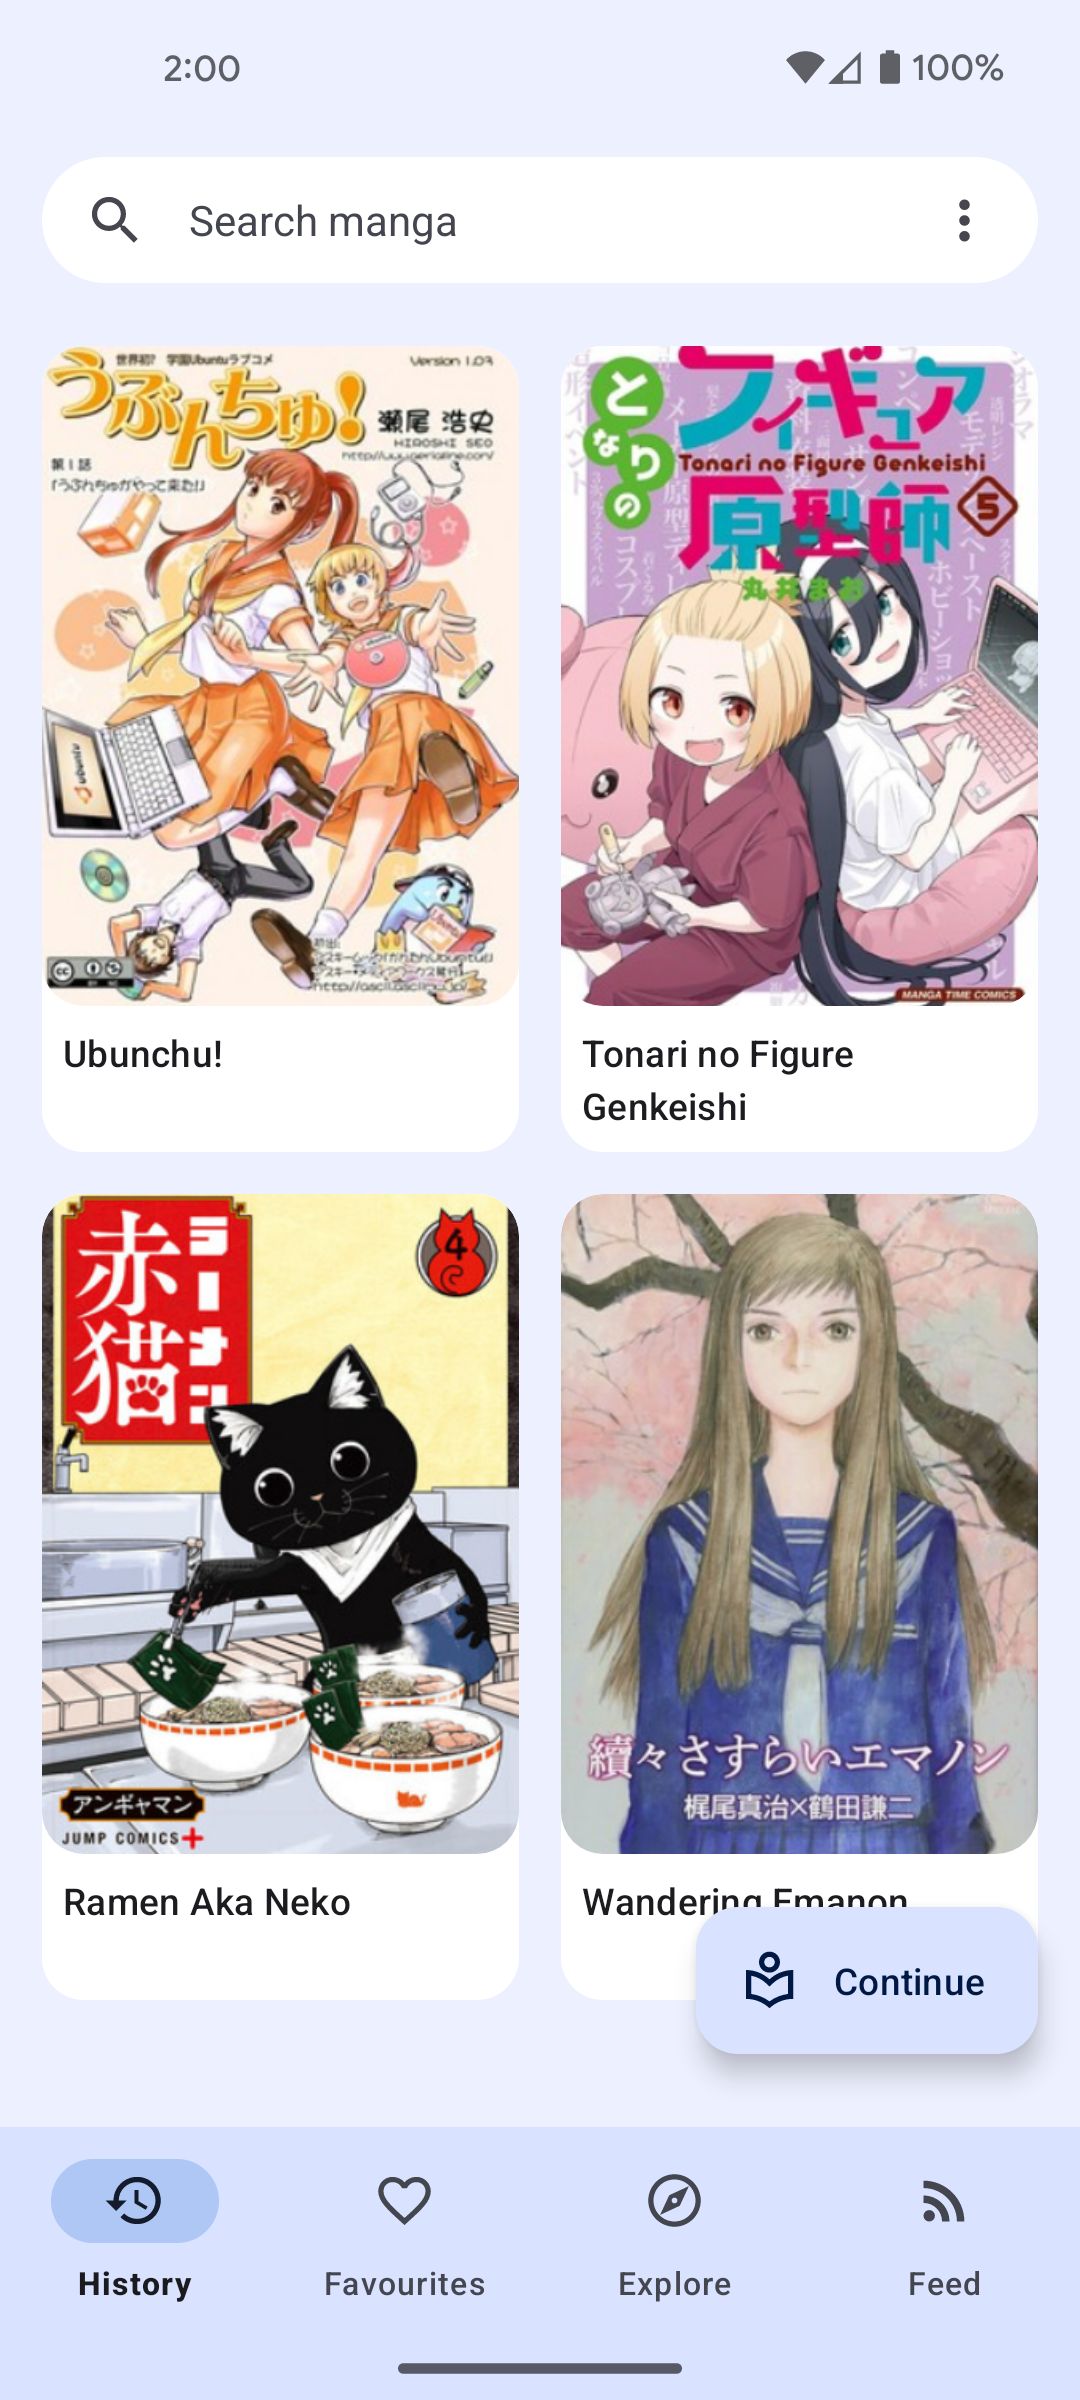 2:00
100%
Search manga
世界初? 学園Ubuntuラブコメ
Version 1.03
うぶんちゅ!
瀬尾 浩史
HIROSHI SEO
第1話
「うぶんちゅがやって来た!」
ubuntu
Ubuntu
cc
Ubunchu!
となりの
フィギュア
Tonari no Figure Genkeishi
原型師
5
丸井まお
MANGA TIME COMICS
Tonari no Figure
Genkeishi
ラーメン
赤猫
4
アンギャマン
JUMP COMICS+
Ramen Aka Neko
續々さすらいエマノン
梶尾真治×鶴田謙二
Wandering Emanon
Continue
History
Favourites
Explore
Feed